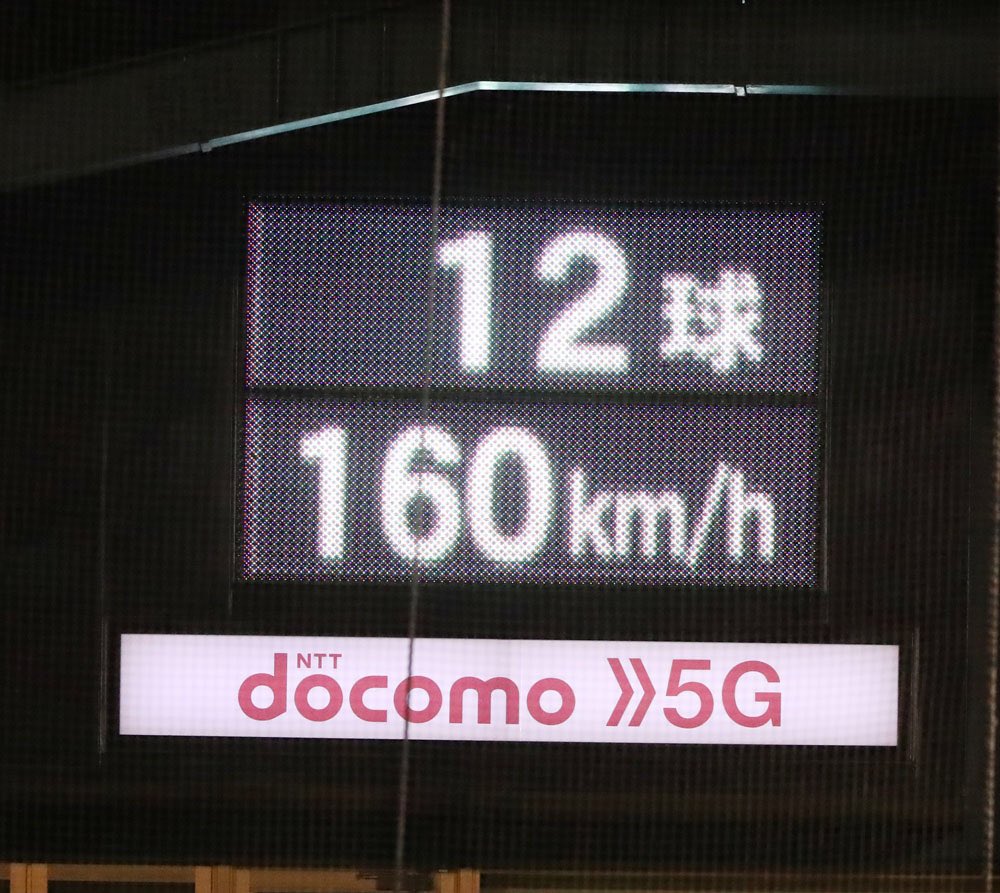 12球
160km/h
NTT
docomo 5G